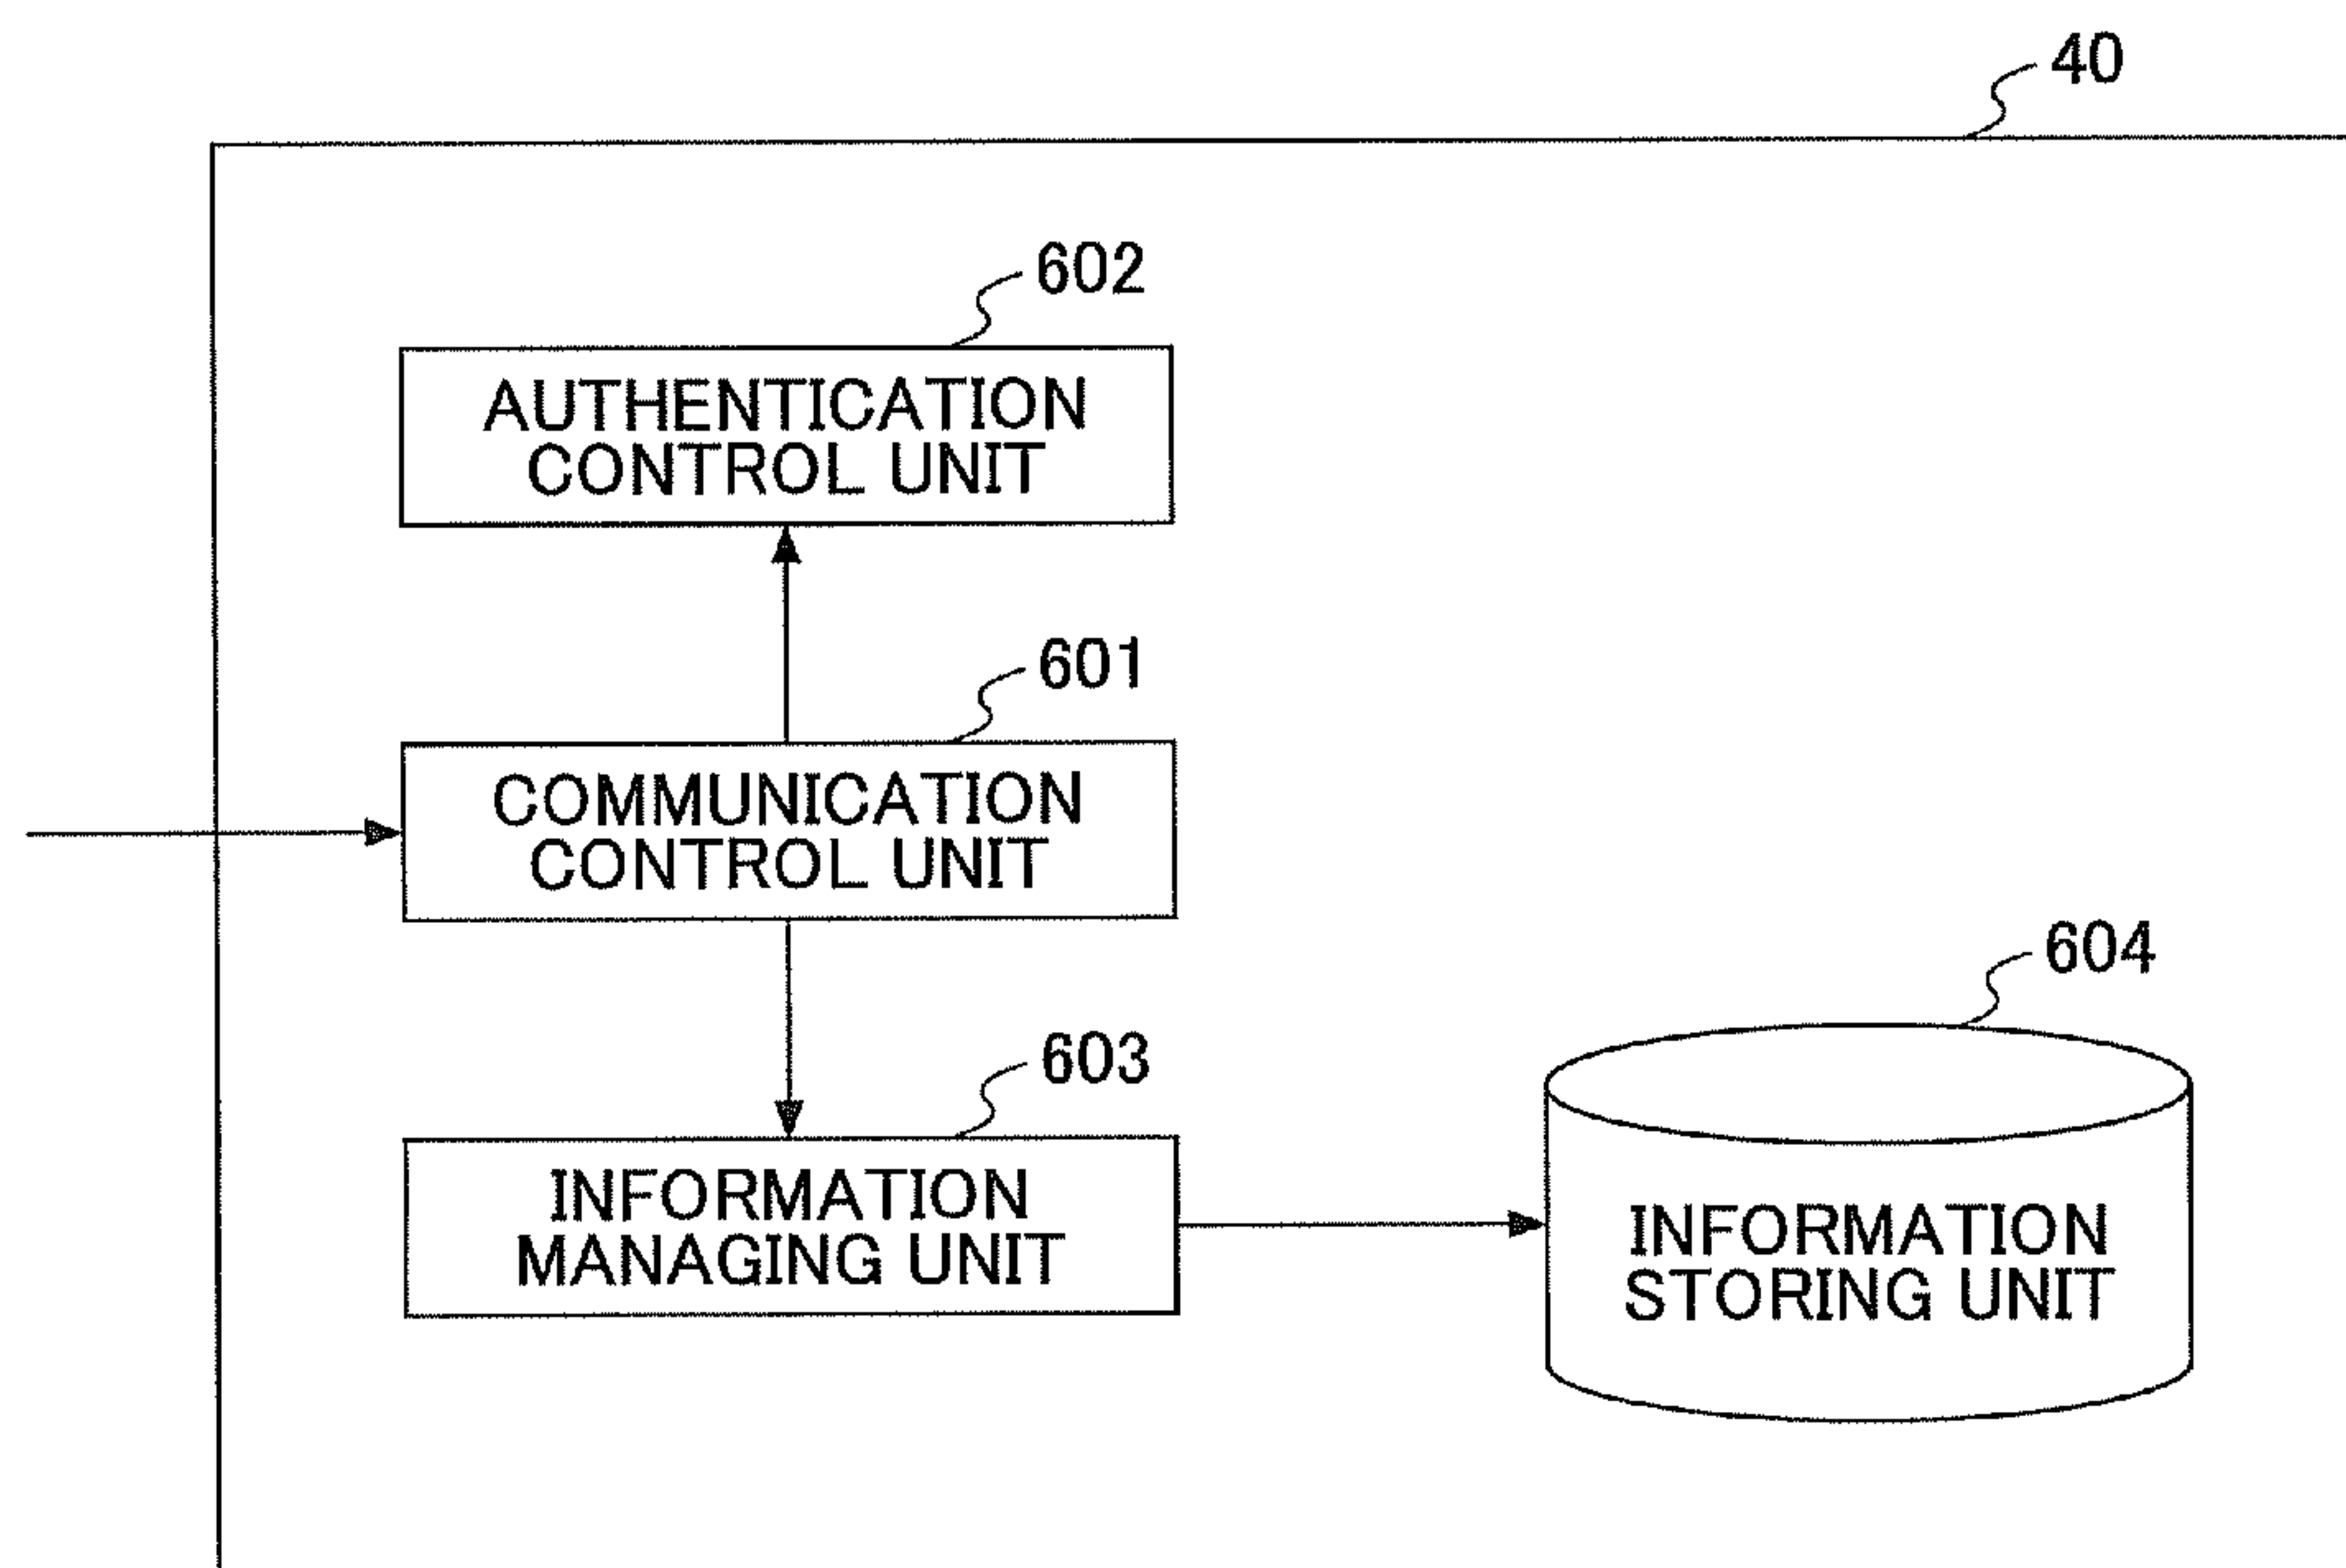 40
602
AUTHENTICATION
CONTROL UNIT
601
COMMUNICATION
CONTROL UNIT
604
603
INFORMATION
MANAGING UNIT
INFORMATION
STORING UNIT